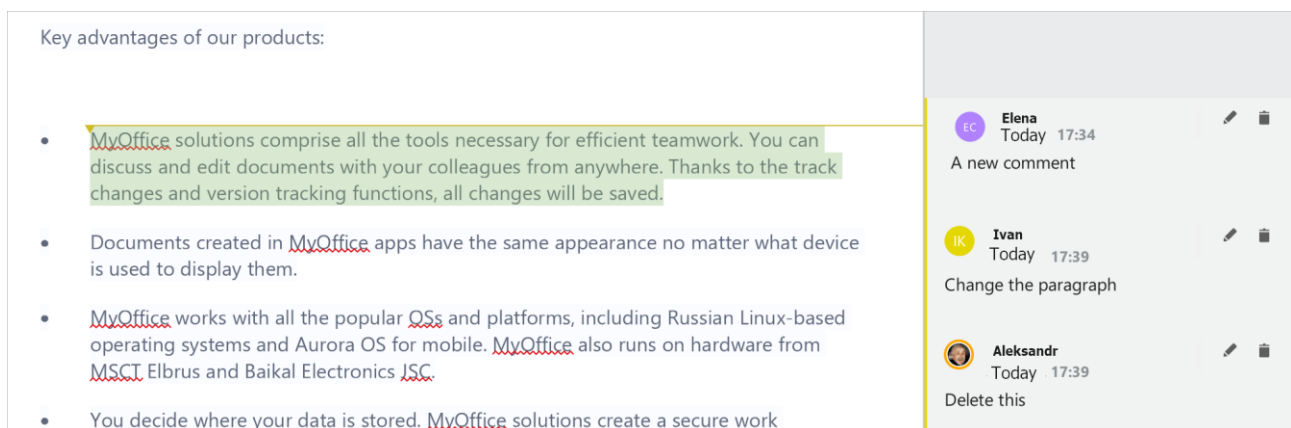 Key advantages of our products:
• MyOffice solutions comprise all the tools necessary for efficient teamwork. You can
discuss and edit documents with your colleagues from anywhere. Thanks to the track
changes and version tracking functions, all changes will be saved.
• Documents created in MyOffice apps have the same appearance no matter what device
is used to display them.
• MyOffice works with all the popular OSs and platforms, including Russian Linux-based
operating systems and Aurora OS for mobile. MyOffice also runs on hardware from
MSCT Elbrus and Baikal Electronics JSC.
• You decide where your data is stored. MyOffice solutions create a secure work
EC
Elena
Today 17:34
A new comment
IK
Ivan
Today 17:39
Change the paragraph
Aleksandr
Today 17:39
Delete this